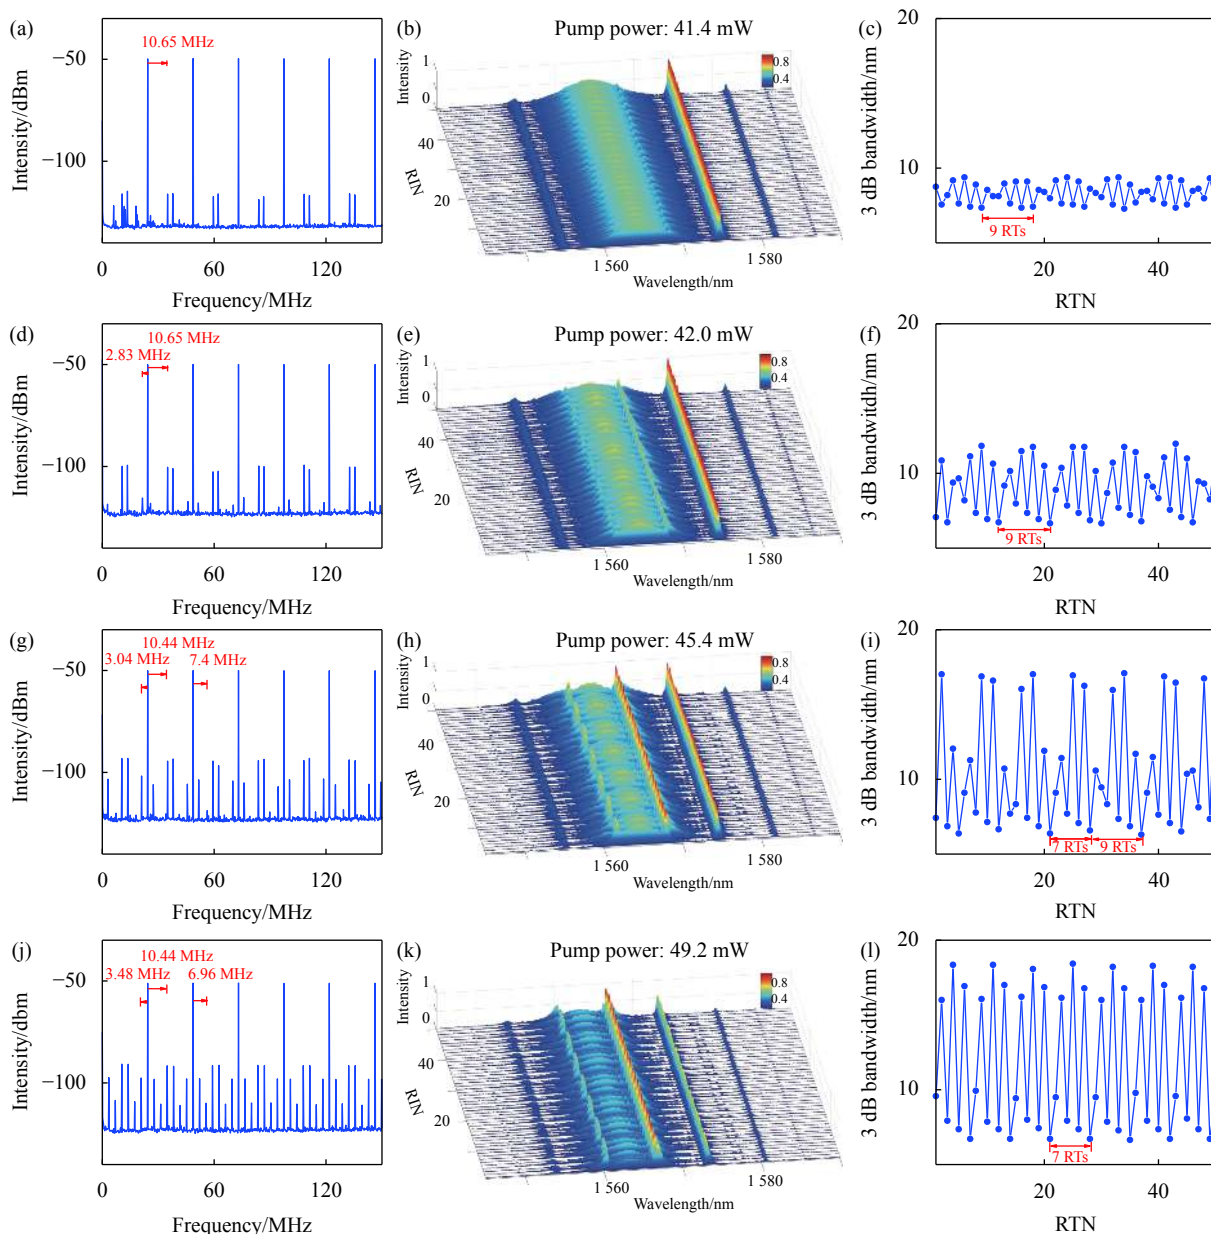 (a)
10.65 MHz
Intensity/dBm
−50
−100
0
60
120
Frequency/MHz
(b)
Pump power: 41.4 mW
Intensity
1
0
0.8
0.4
40
20
RIN
1 560
1 580
Wavelength/nm
(c)
3 dB bandwidth/nm
20
10
9 RTs
20
40
RTN
(d)
10.65 MHz
2.83 MHz
Intensity/dBm
−50
−100
0
60
120
Frequency/MHz
(e)
Pump power: 42.0 mW
Intensity
1
0
0.8
0.4
40
20
RIN
1 560
1 580
Wavelength/nm
(f)
3 dB bandwitdh/nm
20
10
9 RTs
20
40
RTN
(g)
10.44 MHz
3.04 MHz
7.4 MHz
Intensity/dBm
−50
−100
0
60
120
Frequency/MHz
(h)
Pump power: 45.4 mW
Intensity
1
0
0.8
0.4
40
20
RIN
1 560
1 580
Wavelength/nm
(i)
3 dB bandwidth/nm
20
10
7 RTs
9 RTs
20
40
RTN
(j)
10.44 MHz
3.48 MHz
6.96 MHz
Intensity/dbm
−50
−100
0
60
120
Frequency/MHz
(k)
Pump power: 49.2 mW
Intensity
1
0
0.8
0.4
40
20
RIN
1 560
1 580
Wavelength/nm
(l)
3 dB bandwidth/nm
20
10
7 RTs
20
40
RTN